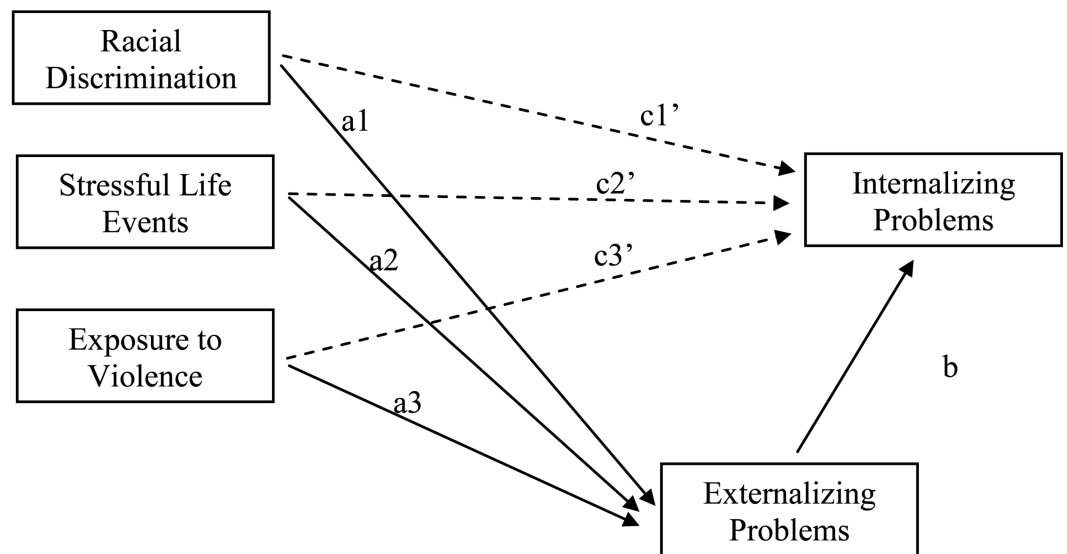 Racial
Discrimination
a1
c1’
Stressful Life
Events
c2’
Internalizing
Problems
a2
c3’
Exposure to
Violence
a3
b
Externalizing
Problems